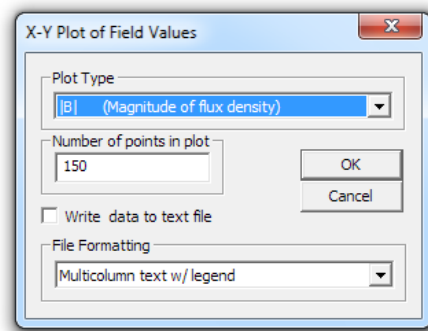 X-Y Plot of Field Values
Plot Type
|B| (Magnitude of flux density)
Number of points in plot
150
OK
Cancel
Write data to text file
File Formatting
Multicolumn text w/ legend